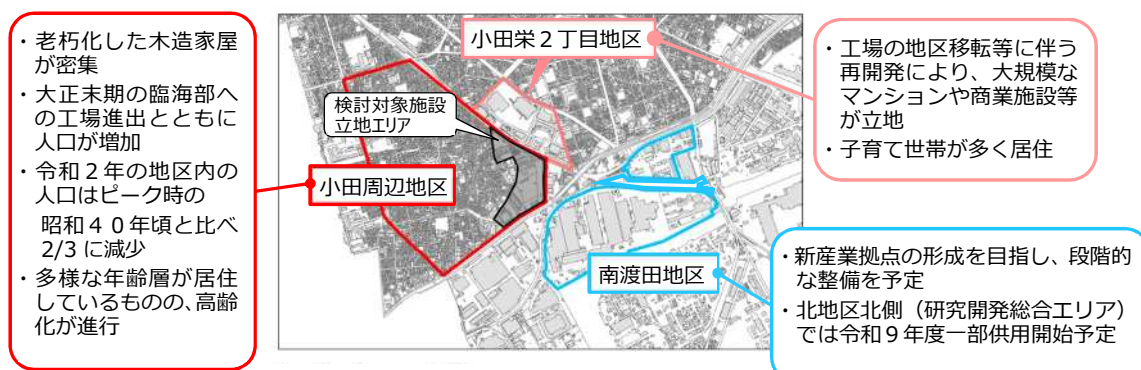 ・老朽化した木造家屋
が密集
・大正末期の臨海部へ
の工場進出とともに
人口が増加
・令和２年の地区内の
人口はピーク時の
昭和４０年頃と比べ
2/3 に減少
・多様な年齢層が居住
しているものの、高齢
化が進行
小田栄２丁目地区
検討対象施設
立地エリア
小田周辺地区
南渡田地区
・工場の地区移転等に伴う
再開発により、大規模な
マンションや商業施設等
が立地
・子育て世帯が多く居住
・新産業拠点の形成を目指し、段階的
な整備を予定
・北地区北側（研究開発総合エリア）
では令和９年度一部供用開始予定